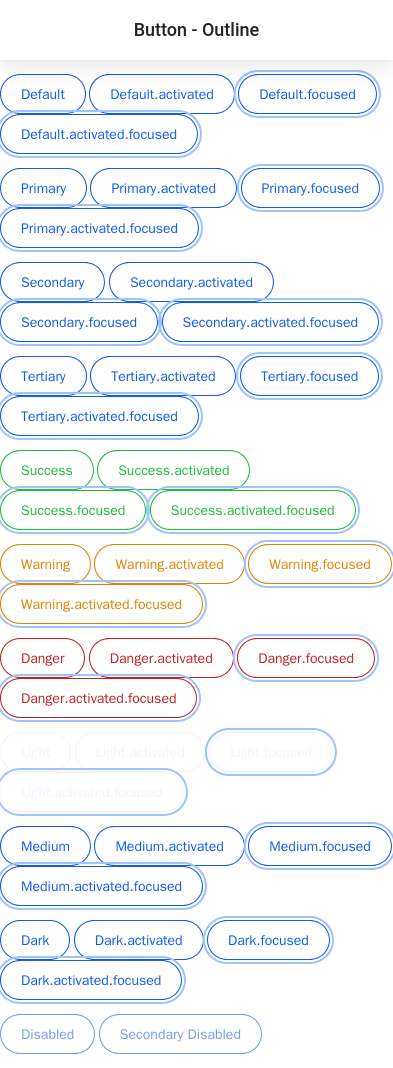 Button - Outline
Default Default.activated Default.focused
Default.activated.focused
Primary Primary.activated Primary.focused
Primary.activated.focused
Secondary Secondary.activated
Secondary.focused Secondary.activated.focused
Tertiary Tertiary.activated Tertiary.focused
Tertiary.activated.focused
Success Success.activated
Success.focused Success.activated.focused
Warning Warning.activated Warning.focused
Warning.activated.focused
Danger Danger.activated Danger.focused
Danger.activated.focused
Light Light.activated Light.focused
Light.activated.focused
Medium Medium.activated Medium.focused
Medium.activated.focused
Dark Dark.activated Dark.focused
Dark.activated.focused
Disabled Secondary Disabled